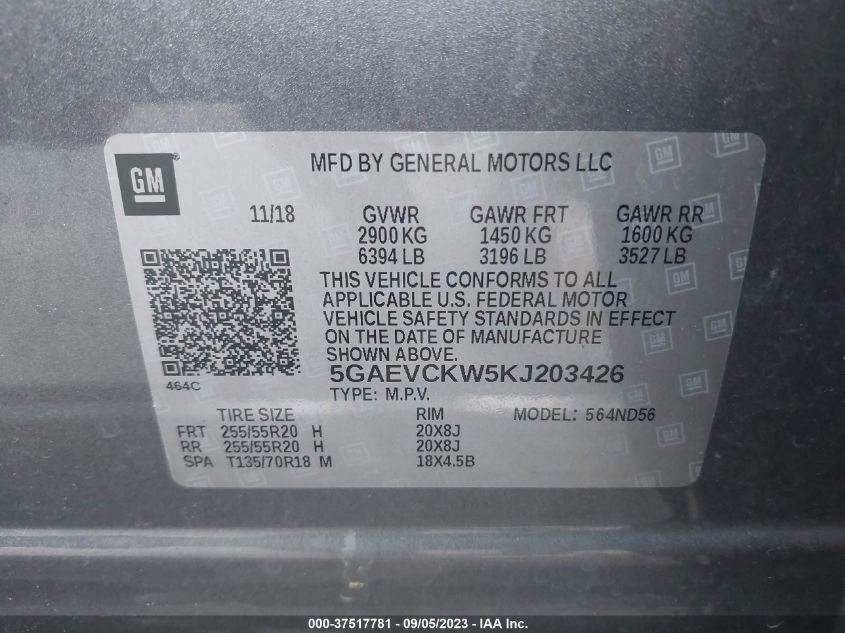 GM ®
MFD BY GENERAL MOTORS LLC
11/18 GVWR GAWR FRT GAWR RR
2900 KG 1450 KG 1600 KG
6394 LB 3196 LB 3527 LB
THIS VEHICLE CONFORMS TO ALL
APPLICABLE U.S. FEDERAL MOTOR
VEHICLE SAFETY STANDARDS IN EFFECT
ON THE DATE OF MANUFACTURE
SHOWN ABOVE.
464C
5GAEVCKW5KJ203426
TYPE: M.P.V.
TIRE SIZE RIM MODEL: 564ND56
FRT 255/55R20 H 20X8J
RR 255/55R20 H 20X8J
SPA T135/70R18 M 18X4.5B
000-37517781 - 09/05/2023 - IAA Inc.